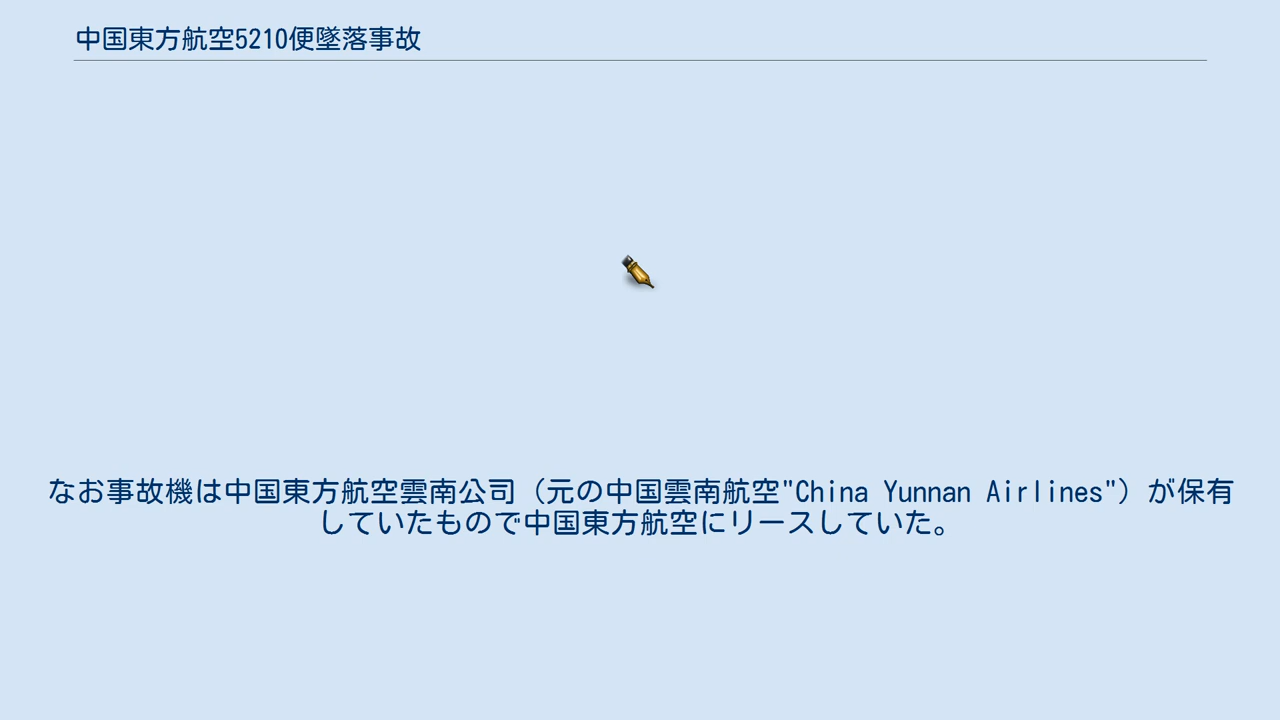 中国東方航空5210便墜落事故
なお事故機は中国東方航空雲南公司（元の中国雲南航空"China Yunnan Airlines"）が保有
していたもので中国東方航空にリースしていた。